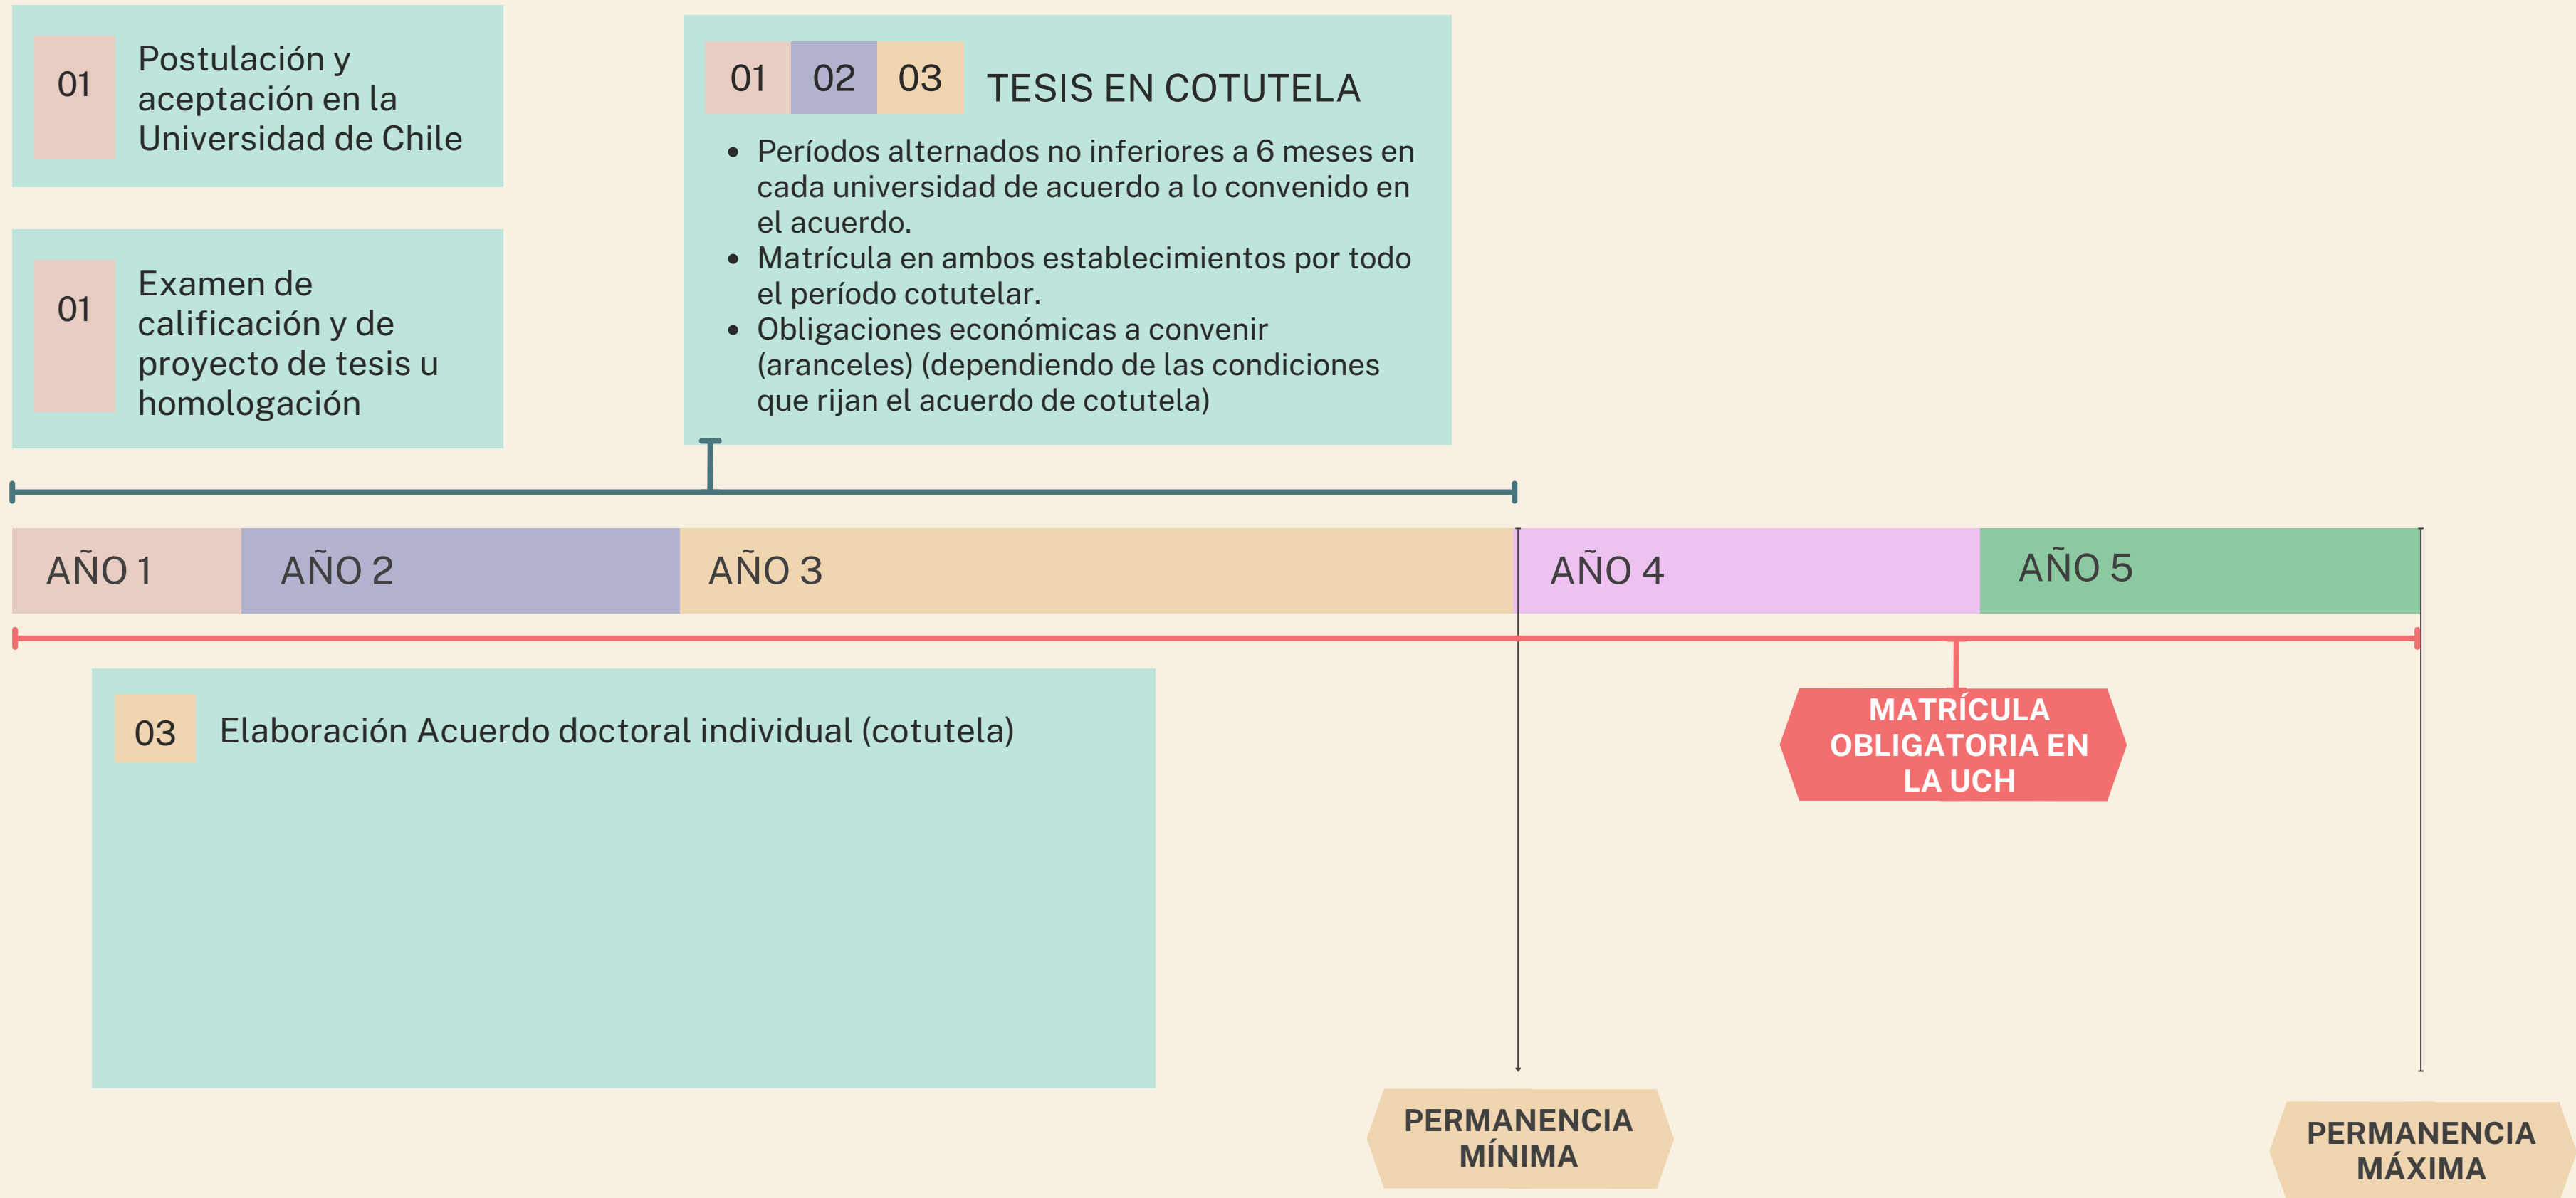 01
Postulación y
aceptación en la
Universidad de Chile
01
Examen de
calificación y de
proyecto de tesis u
homologación
01 02 03 TESIS EN COTUTELA
• Períodos alternados no inferiores a 6 meses en
cada universidad de acuerdo a lo convenido en
el acuerdo.
• Matrícula en ambos establecimientos por todo
el período cotutelar.
• Obligaciones económicas a convenir
(aranceles) (dependiendo de las condiciones
que rijan el acuerdo de cotutela)
AÑO 1 AÑO 2 AÑO 3 AÑO 4 AÑO 5
03 Elaboración Acuerdo doctoral individual (cotutela)
MATRÍCULA
OBLIGATORIA EN
LA UCH
PERMANENCIA
MÍNIMA
PERMANENCIA
MÁXIMA